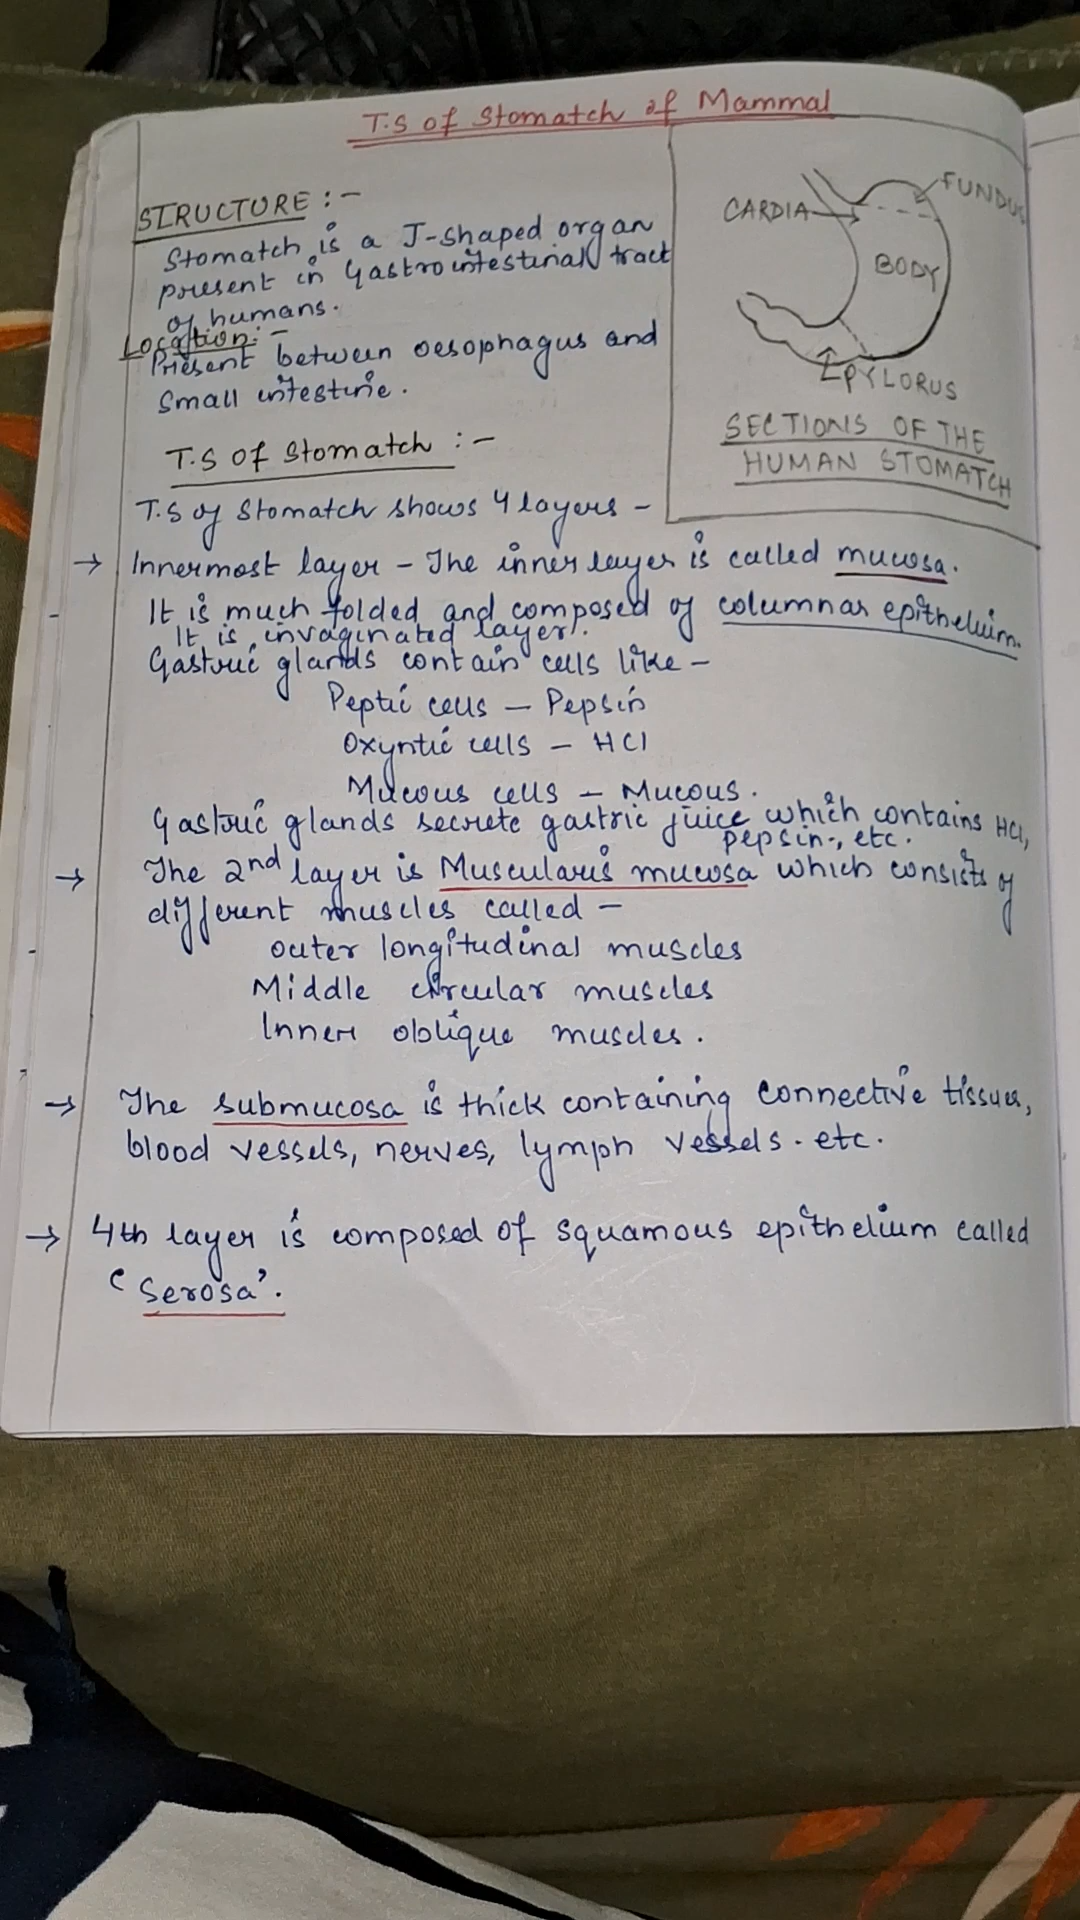 T.S of Stomatch of Mammal
STRUCTURE :-
Stomatch is a J-shaped organ
present in Gastrointestinal tract
of humans.
Location:-
Present between oesophagus and
Small intestine.
CARDIA
FUNDUS
BODY
PYLORUS
SECTIONS OF THE
HUMAN STOMATCH
T.S of Stomatch :-
T.S of Stomatch shows 4 layers -
→ Innermost layer - The inner layer is called mucosa.
It is much folded and composed of columnar epithelium.
It is invaginated layer.
Gastric glands contain cells like -
Peptic cells - Pepsin
Oxyntic cells - HCl
Mucous cells - Mucous.
Gastric glands secrete gastric juice which contains HCl,
pepsin, etc.
→ The 2nd layer is Muscularis mucosa which consists of
different muscles called -
outer longitudinal muscles
Middle circular muscles
Inner oblique muscles.
→ The submucosa is thick containing connective tissues,
blood vessels, nerves, lymph vessels. etc.
→ 4th layer is composed of squamous epithelium called
'Serosa'.